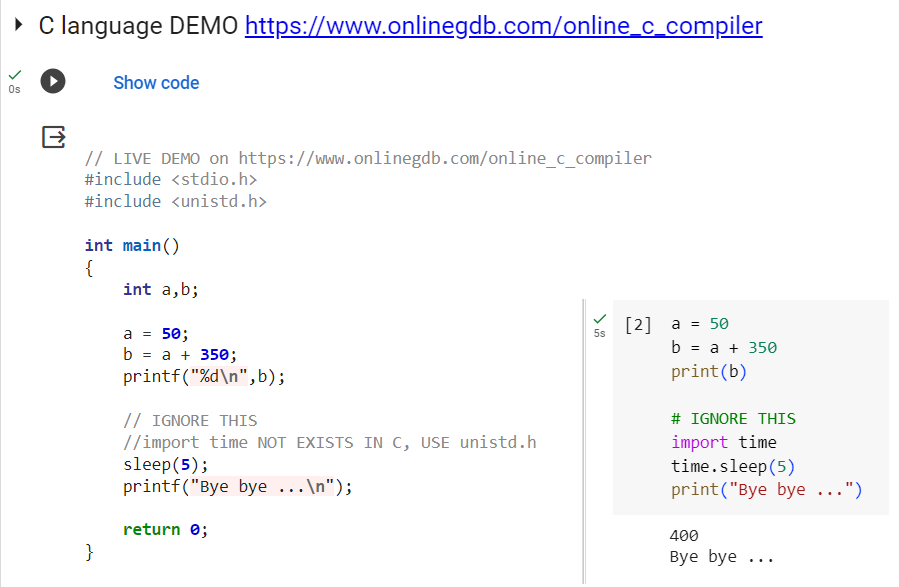 C language DEMO https://www.onlinegdb.com/online_c_compiler
0s
Show code
// LIVE DEMO on https://www.onlinegdb.com/online_c_compiler
#include <stdio.h>
#include <unistd.h>
int main()
{
    int a,b;
    a = 50;
    b = a + 350;
    printf("%d\n",b);
    // IGNORE THIS
    //import time NOT EXISTS IN C, USE unistd.h
    sleep(5);
    printf("Bye bye ...\n");
    return 0;
}
5s
[2] a = 50
b = a + 350
print(b)
# IGNORE THIS
import time
time.sleep(5)
print("Bye bye ...")
400
Bye bye ...